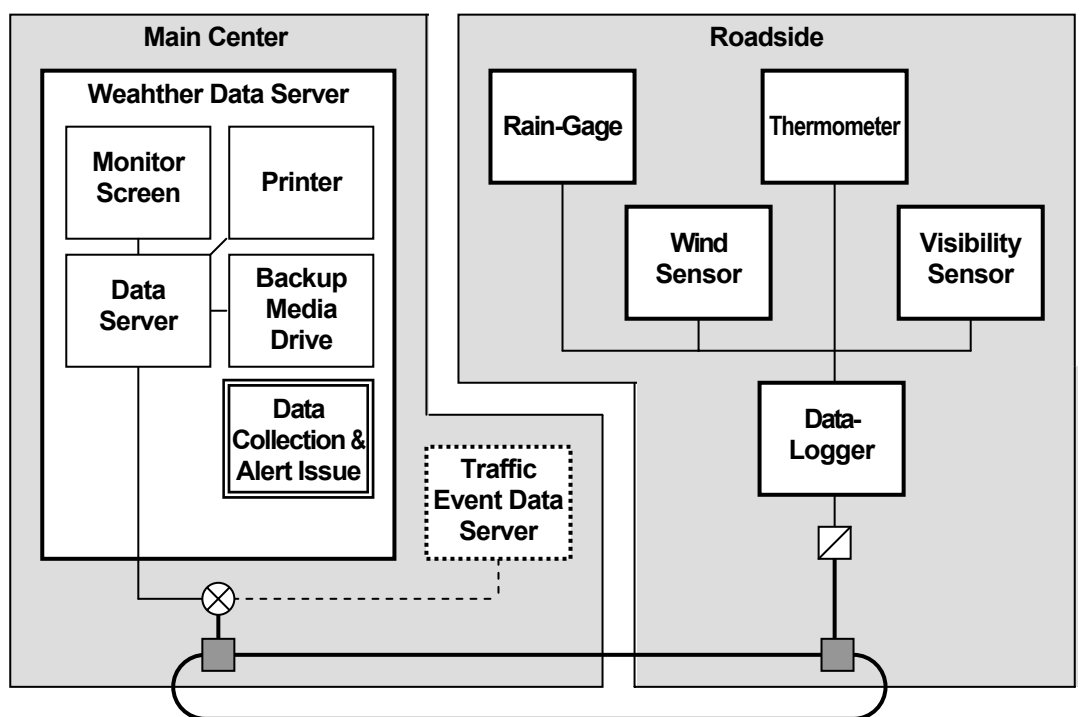 Main Center
Weahther Data Server
Monitor
Screen
Printer
Data
Server
Backup
Media
Drive
Data
Collection &
Alert Issue
Traffic
Event Data
Server
Roadside
Rain-Gage
Thermometer
Wind
Sensor
Visibility
Sensor
Data-
Logger